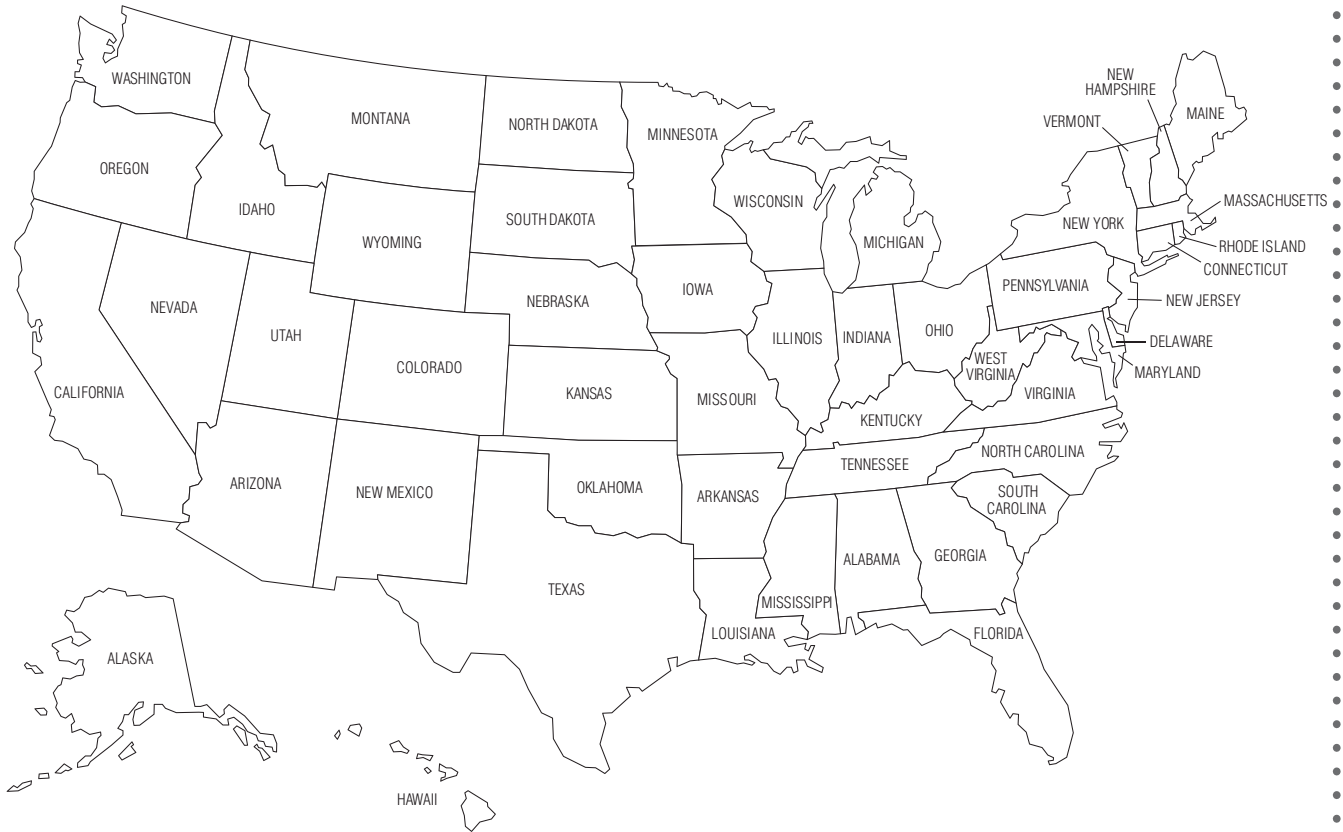 WASHINGTON
OREGON
CALIFORNIA
NEVADA
IDAHO
MONTANA
WYOMING
UTAH
COLORADO
ARIZONA
NEW MEXICO
NORTH DAKOTA
SOUTH DAKOTA
NEBRASKA
KANSAS
OKLAHOMA
TEXAS
MINNESOTA
IOWA
MISSOURI
ARKANSAS
LOUISIANA
WISCONSIN
ILLINOIS
MICHIGAN
INDIANA
OHIO
KENTUCKY
TENNESSEE
MISSISSIPPI
ALABAMA
GEORGIA
FLORIDA
SOUTH
CAROLINA
NORTH CAROLINA
VIRGINIA
WEST
VIRGINIA
PENNSYLVANIA
NEW YORK
VERMONT
NEW
HAMPSHIRE
MAINE
MASSACHUSETTS
RHODE ISLAND
CONNECTICUT
NEW JERSEY
DELAWARE
MARYLAND
ALASKA
HAWAII